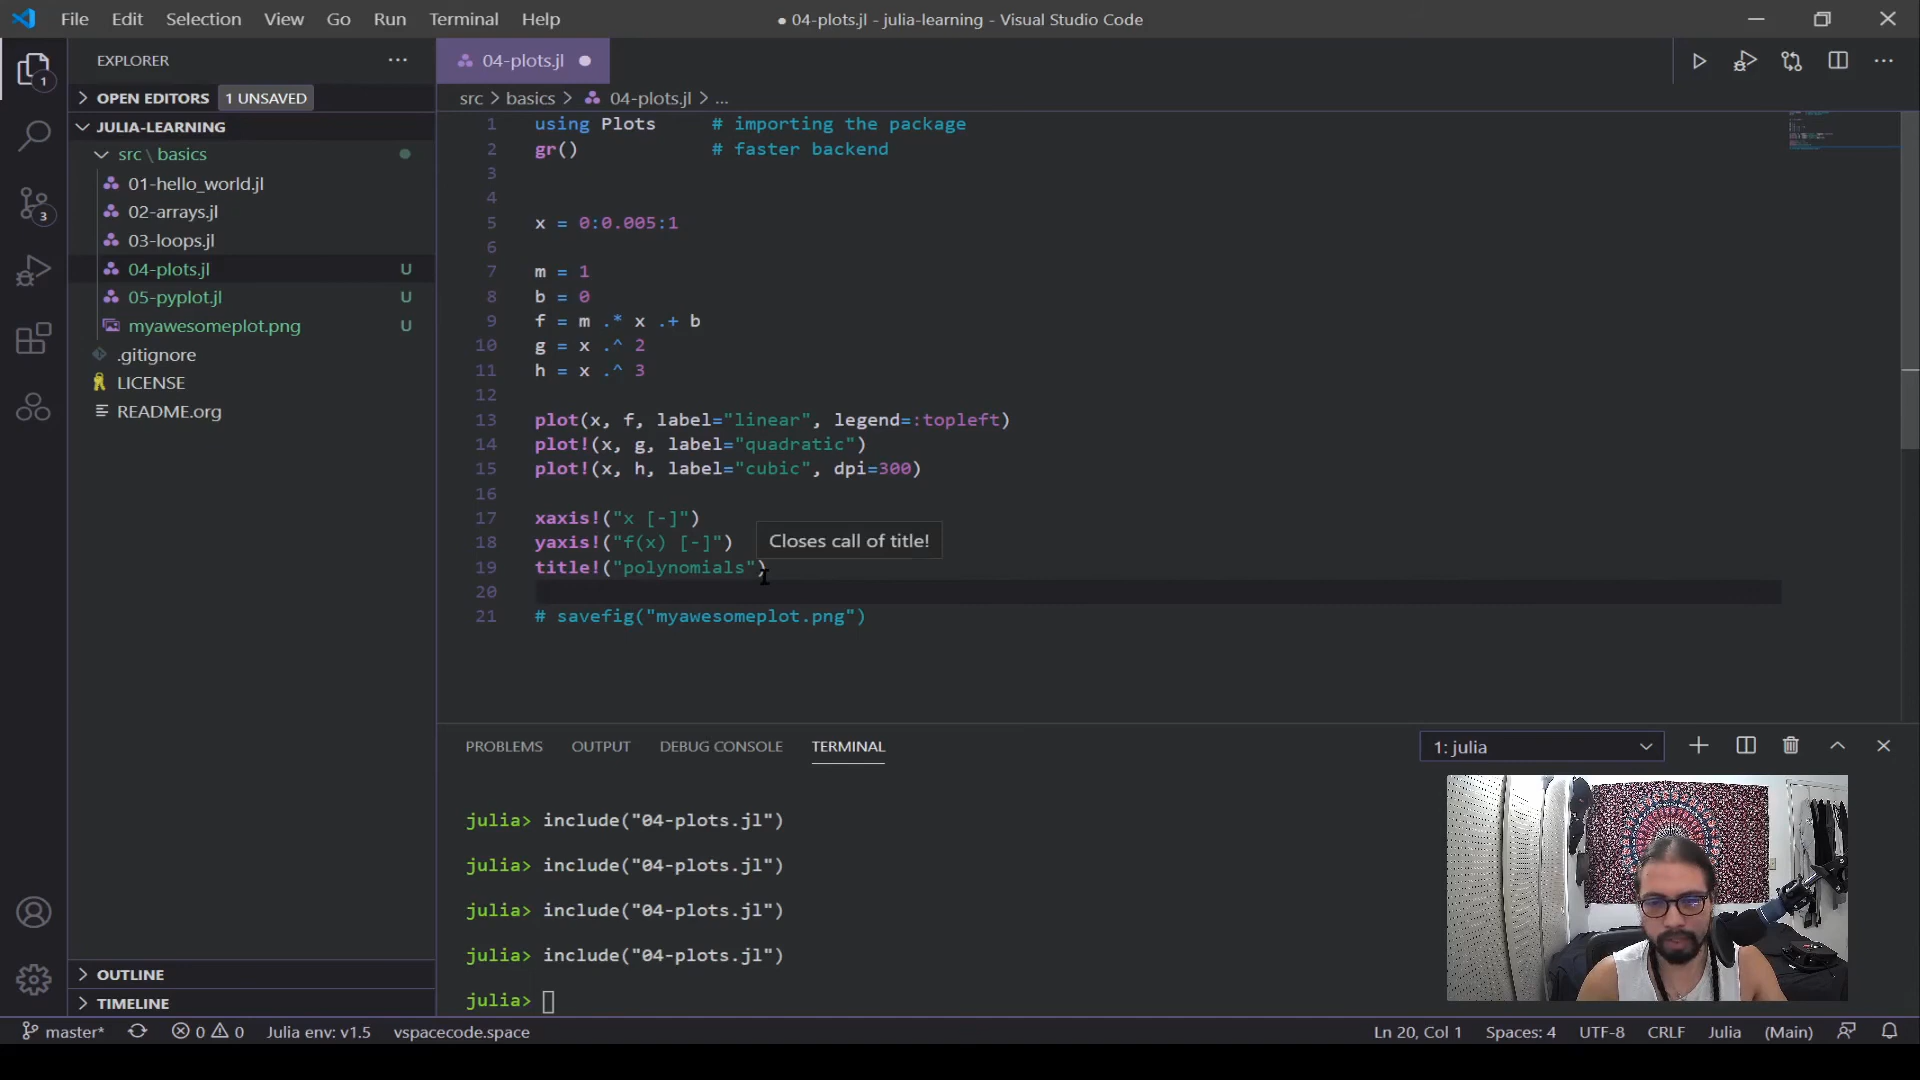 File Edit Selection View Go Run Terminal Help
● 04-plots.jl - julia-learning - Visual Studio Code
EXPLORER
04-plots.jl
OPEN EDITORS 1 UNSAVED
src > basics > 04-plots.jl > ...
JULIA-LEARNING
src \ basics
01-hello_world.jl
02-arrays.jl
03-loops.jl
04-plots.jl U
05-pyplot.jl U
myawesomeplot.png U
.gitignore
LICENSE
README.org
OUTLINE
TIMELINE
1
3
1 using Plots # importing the package
2 gr() # faster backend
3
4
5 x = 0:0.005:1
6
7 m = 1
8 b = 0
9 f = m .* x .+ b
10 g = x .^ 2
11 h = x .^ 3
12
13 plot(x, f, label="linear", legend=:topleft)
14 plot!(x, g, label="quadratic")
15 plot!(x, h, label="cubic", dpi=300)
16
17 xaxis!("x [-]")
18 yaxis!("f(x) [-]")
Closes call of title!
19 title!("polynomials")
20
21 # savefig("myawesomeplot.png")
PROBLEMS OUTPUT DEBUG CONSOLE TERMINAL
1: julia
julia> include("04-plots.jl")
julia> include("04-plots.jl")
julia> include("04-plots.jl")
julia> include("04-plots.jl")
julia>
master* 0 0 Julia env: v1.5 vspacecode.space
Ln 20, Col 1 Spaces: 4 UTF-8 CRLF Julia (Main)